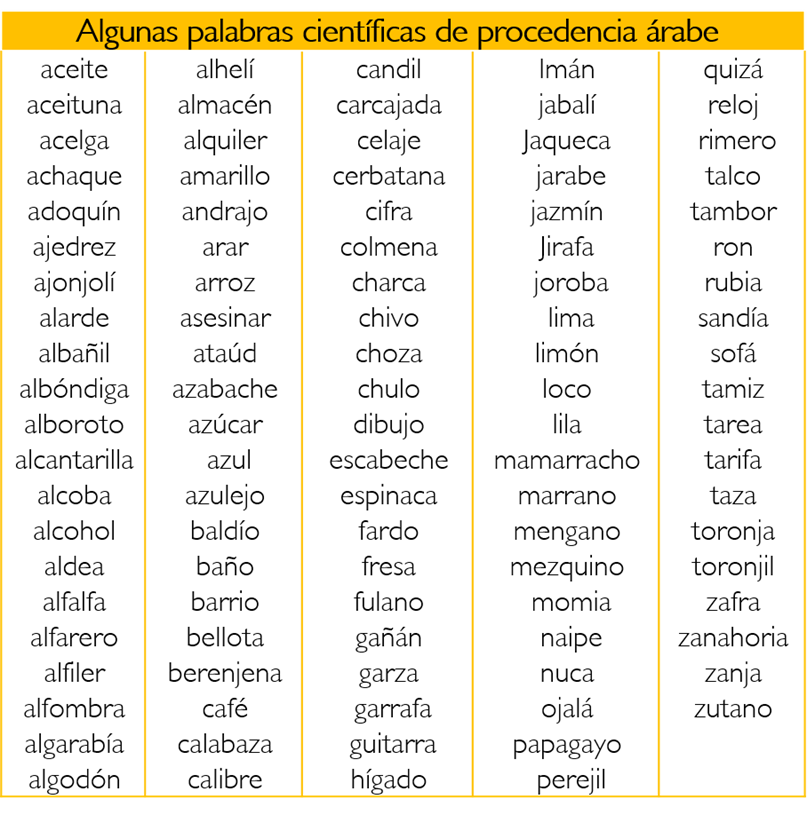 Algunas palabras científicas de procedencia árabe
aceite alhelí candil Imán quizá
aceituna almacén carcajada jabalí reloj
acelga alquiler celaje Jaqueca rimero
achaque amarillo cerbatana jarabe talco
adoquín andrajo cifra jazmín tambor
ajedrez arar colmena Jirafa ron
ajonjolí arroz charca joroba rubia
alarde asesinar chivo lima sandía
albañil ataúd choza limón sofá
albóndiga azabache chulo loco tamiz
alboroto azúcar dibujo lila tarea
alcantarilla azul escabeche mamarracho tarifa
alcoba azulejo espinaca marrano taza
alcohol baldío fardo mengano toronja
aldea baño fresa mezquino toronjil
alfalfa barrio fulano momia zafra
alfarero bellota gañán naipe zanahoria
alfiler berenjena garza nuca zanja
alfombra café garrafa ojalá zutano
algarabía calabaza guitarra papagayo
algodón calibre hígado perejil